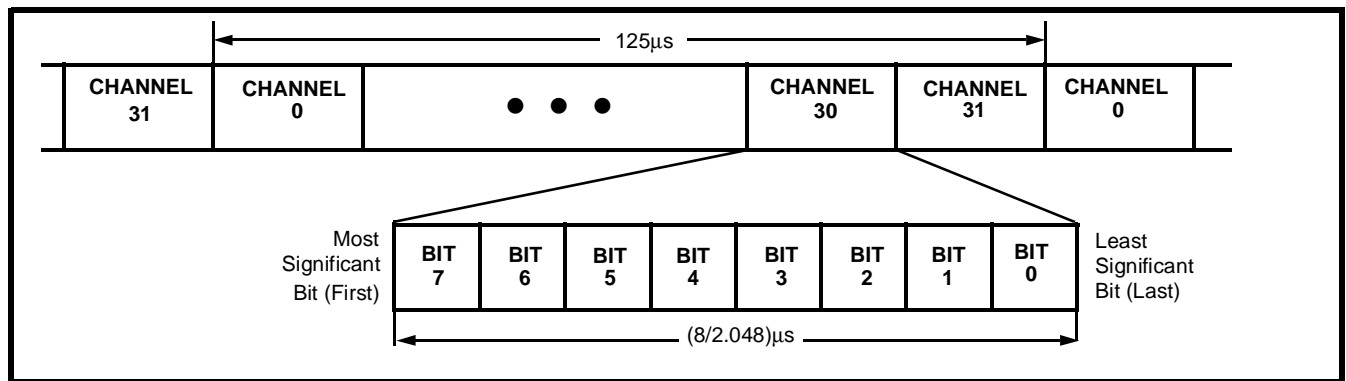 125µs
CHANNEL 31
CHANNEL 0
• • •
CHANNEL 30
CHANNEL 31
CHANNEL 0
Most
Significant
Bit (First)
BIT 7
BIT 6
BIT 5
BIT 4
BIT 3
BIT 2
BIT 1
BIT 0
Least
Significant
Bit (Last)
(8/2.048)µs